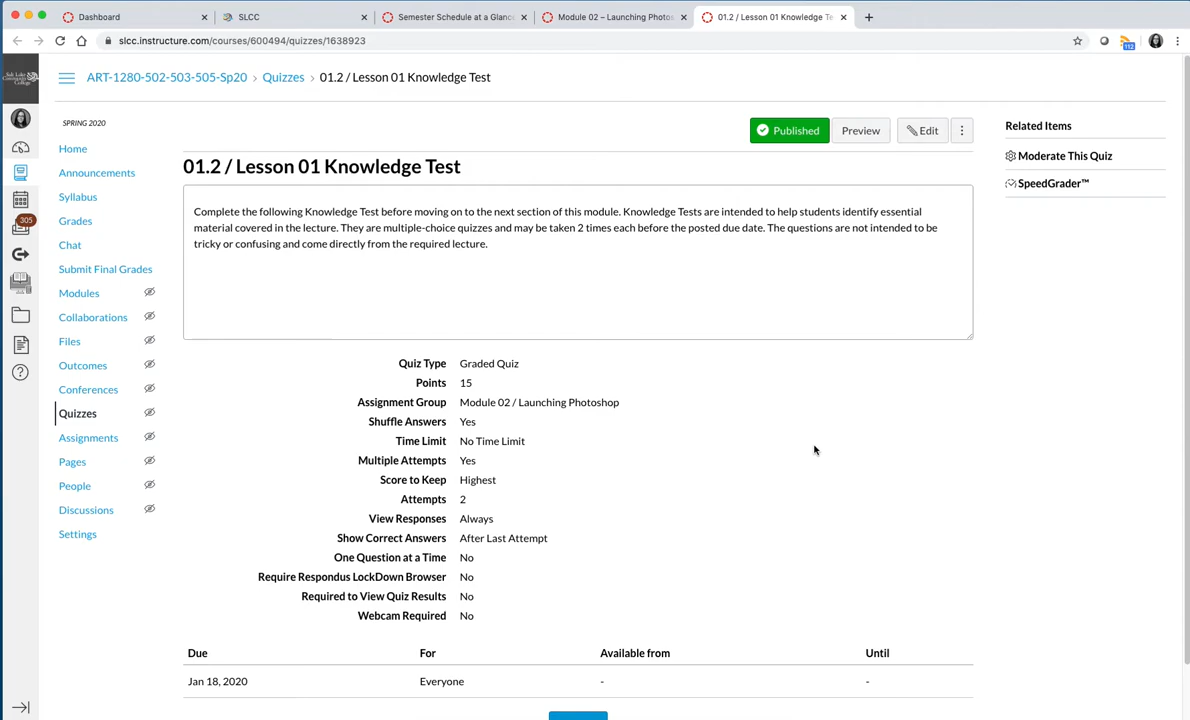 Dashboard
SLCC
Semester Schedule at a Glanc
Module 02 – Launching Photos
01.2 / Lesson 01 Knowledge Te
slcc.instructure.com/courses/600494/quizzes/1638923
112
Salt Lake
Community
College
ART-1280-502-503-505-Sp20 › Quizzes › 01.2 / Lesson 01 Knowledge Test
SPRING 2020
Home
Announcements
Syllabus
Grades
Chat
Submit Final Grades
Modules
Collaborations
Files
Outcomes
Conferences
Quizzes
Assignments
Pages
People
Discussions
Settings
305
Published
Preview
Edit
01.2 / Lesson 01 Knowledge Test
Complete the following Knowledge Test before moving on to the next section of this module. Knowledge Tests are intended to help students identify essential
material covered in the lecture. They are multiple-choice quizzes and may be taken 2 times each before the posted due date. The questions are not intended to be
tricky or confusing and come directly from the required lecture.
Quiz Type Graded Quiz
Points 15
Assignment Group Module 02 / Launching Photoshop
Shuffle Answers Yes
Time Limit No Time Limit
Multiple Attempts Yes
Score to Keep Highest
Attempts 2
View Responses Always
Show Correct Answers After Last Attempt
One Question at a Time No
Require Respondus LockDown Browser No
Required to View Quiz Results No
Webcam Required No
Due For Available from Until
Jan 18, 2020 Everyone - -
Related Items
Moderate This Quiz
SpeedGrader™